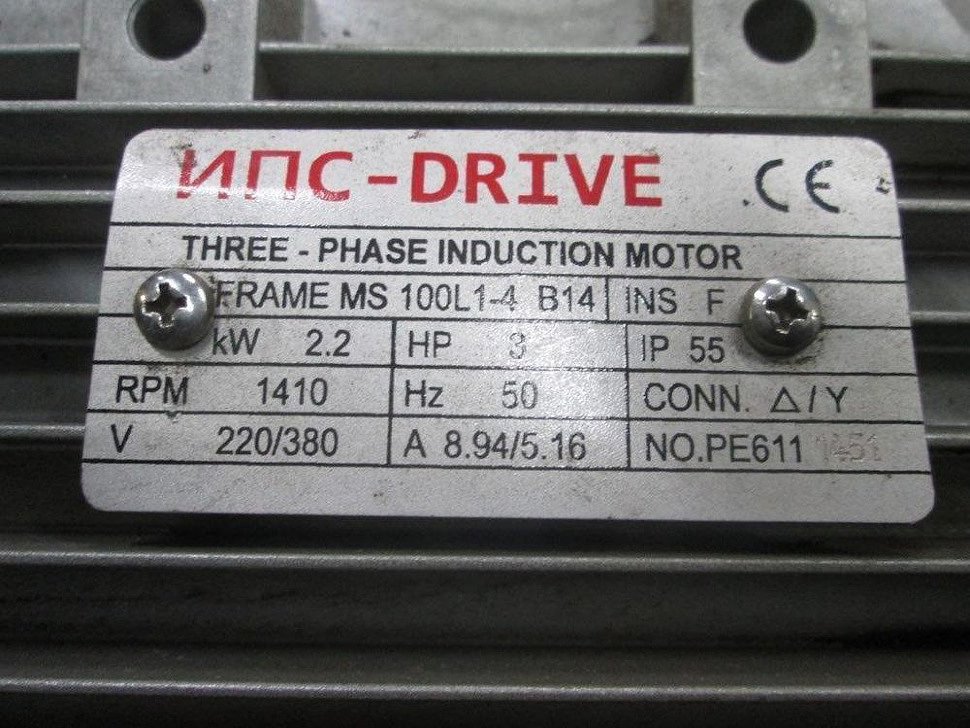 ИПС-DRIVE CE
THREE - PHASE INDUCTION MOTOR
FRAME MS 100L1-4 B14 INS F
kW 2.2 HP 3 IP 55
RPM 1410 Hz 50 CONN. Δ/Y
V 220/380 A 8.94/5.16 NO.PE611